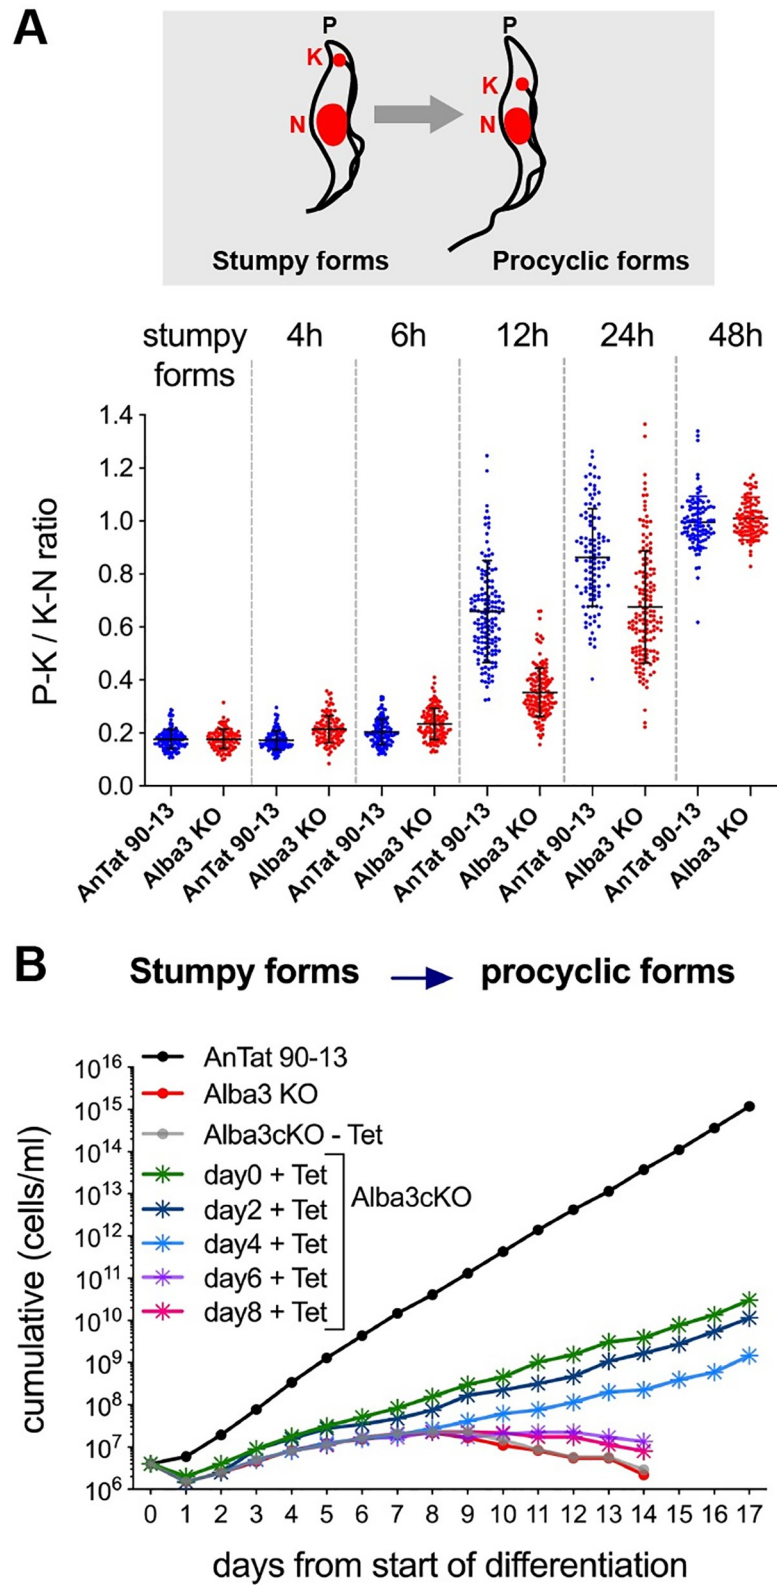 A
P
P
K
K
N
N
Stumpy forms
Procyclic forms
stumpy forms
4h
6h
12h
24h
48h
P-K / K-N ratio
1.4
1.2
1.0
0.8
0.6
0.4
0.2
0.0
AnTat 90-13
Alba3 KO
AnTat 90-13
Alba3 KO
AnTat 90-13
Alba3 KO
AnTat 90-13
Alba3 KO
AnTat 90-13
Alba3 KO
AnTat 90-13
Alba3 KO
B
Stumpy forms
procyclic forms
cumulative (cells/ml)
10^16
10^15
10^14
10^13
10^12
10^11
10^10
10^9
10^8
10^7
10^6
AnTat 90-13
Alba3 KO
Alba3cKO - Tet
day0 + Tet
day2 + Tet
day4 + Tet
day6 + Tet
day8 + Tet
Alba3cKO
0 1 2 3 4 5 6 7 8 9 10 11 12 13 14 15 16 17
days from start of differentiation